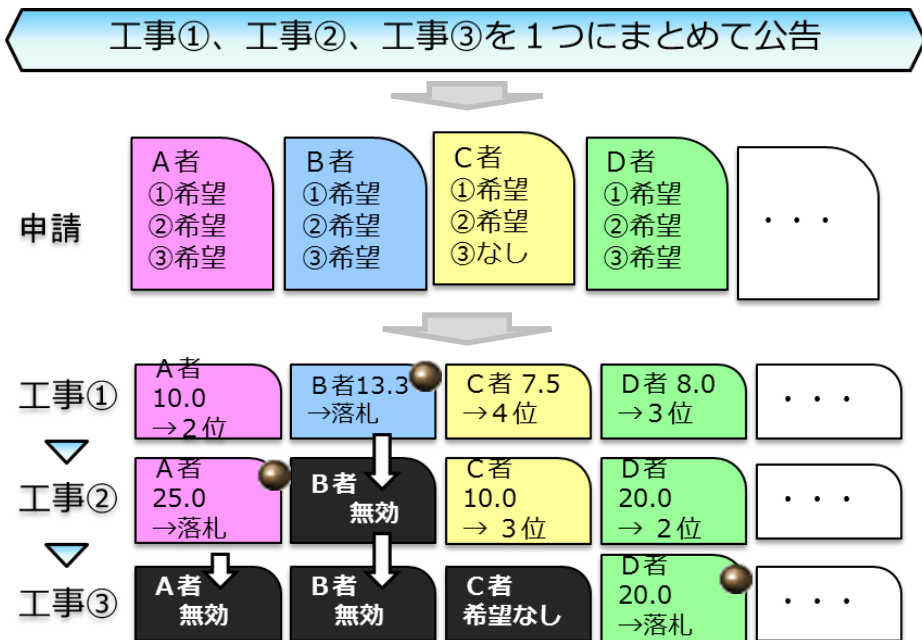 工事①、工事②、工事③を１つにまとめて公告
申請
Ａ者
①希望
②希望
③希望
Ｂ者
①希望
②希望
③希望
Ｃ者
①希望
②希望
③なし
Ｄ者
①希望
②希望
③希望
・・・
工事①
Ａ者
10.0
→２位
Ｂ者13.3
→落札
Ｃ者 7.5
→４位
Ｄ者 8.0
→３位
・・・
工事②
Ａ者
25.0
→落札
Ｂ者
無効
Ｃ者
10.0
→ ３位
Ｄ者
20.0
→ ２位
・・・
工事③
Ａ者
無効
Ｂ者
無効
Ｃ者
希望なし
Ｄ者
20.0
→落札
・・・